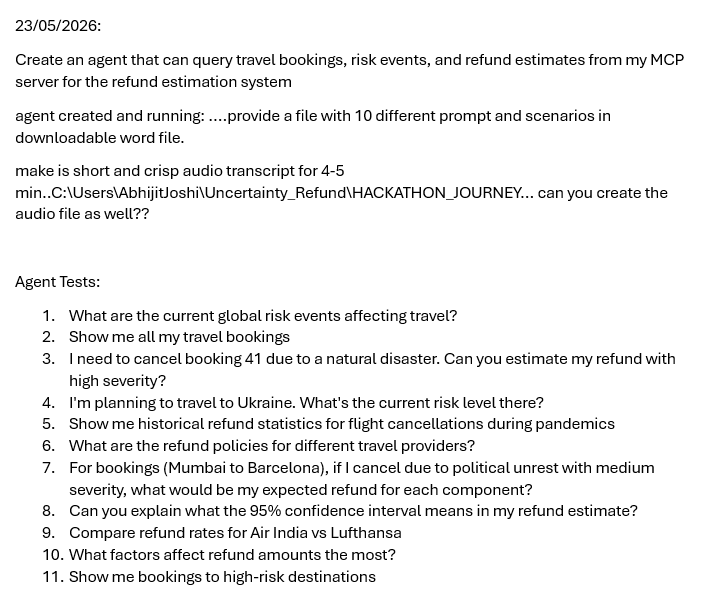 23/05/2026:
Create an agent that can query travel bookings, risk events, and refund estimates from my MCP
server for the refund estimation system
agent created and running: ....provide a file with 10 different prompt and scenarios in
downloadable word file.
make is short and crisp audio transcript for 4-5
min..C:\Users\AbhijitJoshi\Uncertainty_Refund\HACKATHON_JOURNEY... can you create the
audio file as well??
Agent Tests:
1. What are the current global risk events affecting travel?
2. Show me all my travel bookings
3. I need to cancel booking 41 due to a natural disaster. Can you estimate my refund with
high severity?
4. I'm planning to travel to Ukraine. What's the current risk level there?
5. Show me historical refund statistics for flight cancellations during pandemics
6. What are the refund policies for different travel providers?
7. For bookings (Mumbai to Barcelona), if I cancel due to political unrest with medium
severity, what would be my expected refund for each component?
8. Can you explain what the 95% confidence interval means in my refund estimate?
9. Compare refund rates for Air India vs Lufthansa
10. What factors affect refund amounts the most?
11. Show me bookings to high-risk destinations